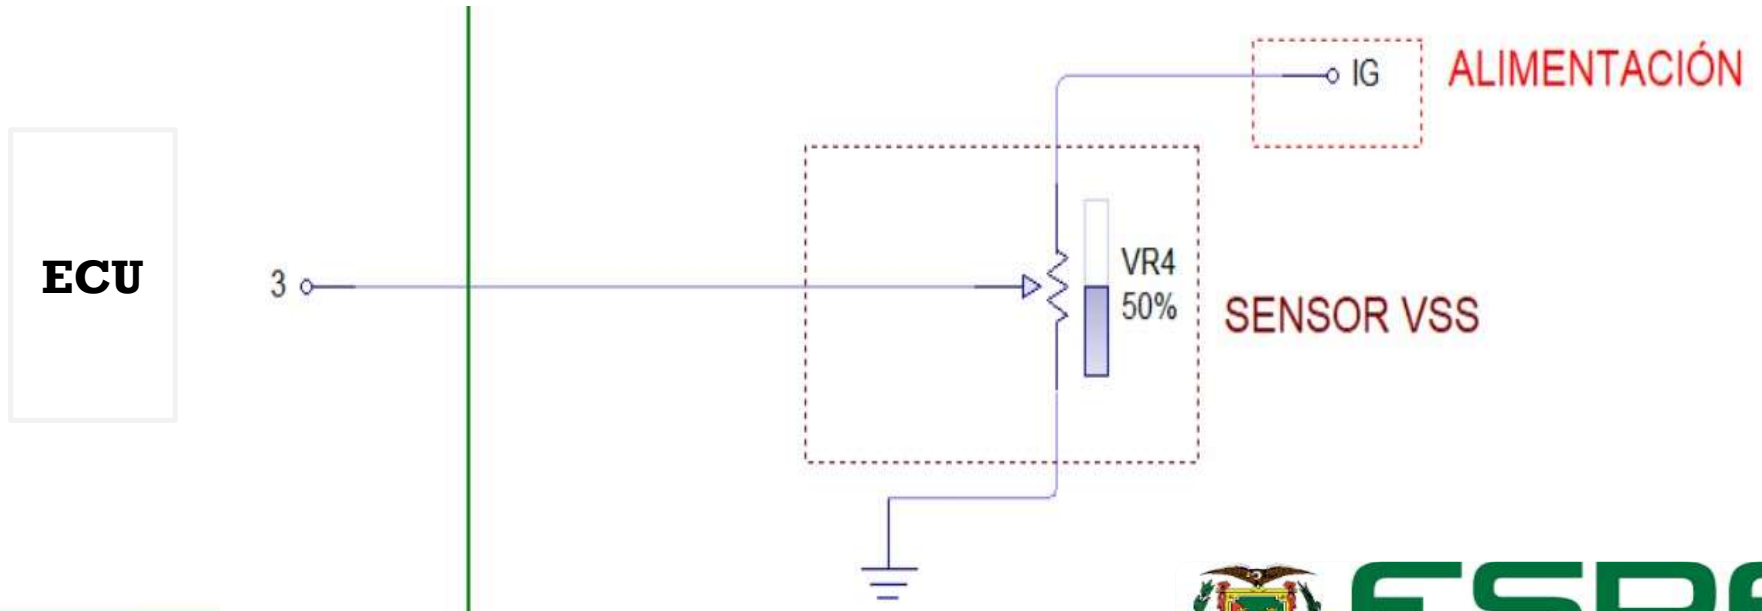 IG
ALIMENTACIÓN
ECU
3
VR4
50%
SENSOR VSS